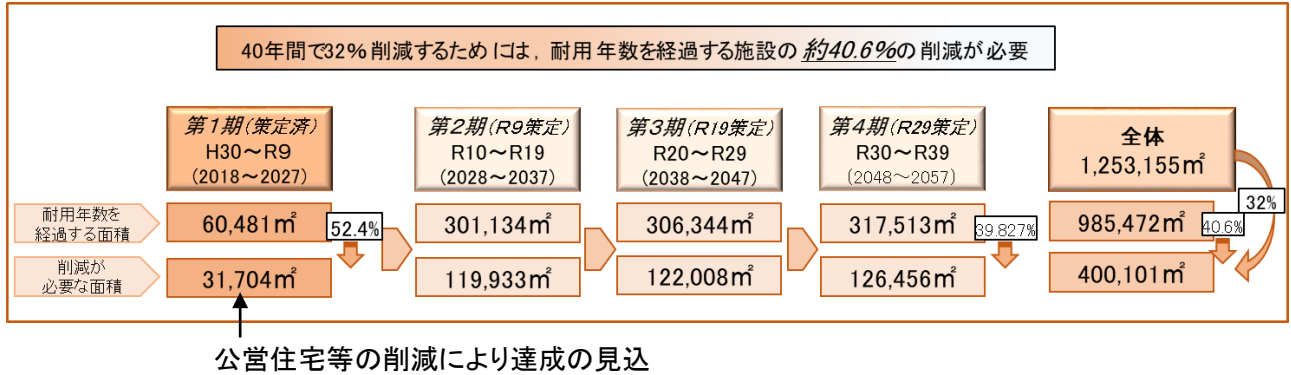 40年間で32％削減するためには，耐用年数を経過する施設の約40.6％の削減が必要
第１期(策定済)
H30～R９
(2018～2027)
第２期(R9策定)
R10～R19
(2028～2037)
第３期(R19策定)
R20～R29
(2038～2047)
第４期(R29策定)
R30～R39
(2048～2057)
全体
1,253,155㎡
32%
耐用年数を
経過する面積
60,481㎡
52.4%
301,134㎡
306,344㎡
317,513㎡
39.827%
985,472㎡
40.6%
削減が
必要な面積
31,704㎡
119,933㎡
122,008㎡
126,456㎡
400,101㎡
公営住宅等の削減により達成の見込